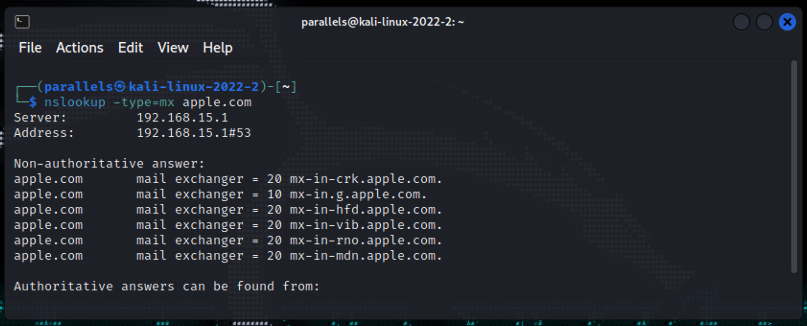 parallels@kali-linux-2022-2: ~
File Actions Edit View Help
┌──(parallels㉿kali-linux-2022-2)-[~]
└─$ nslookup -type=mx apple.com
Server:         192.168.15.1
Address:        192.168.15.1#53
Non-authoritative answer:
apple.com       mail exchanger = 20 mx-in-crk.apple.com.
apple.com       mail exchanger = 10 mx-in.g.apple.com.
apple.com       mail exchanger = 20 mx-in-hfd.apple.com.
apple.com       mail exchanger = 20 mx-in-vib.apple.com.
apple.com       mail exchanger = 20 mx-in-rno.apple.com.
apple.com       mail exchanger = 20 mx-in-mdn.apple.com.
Authoritative answers can be found from: